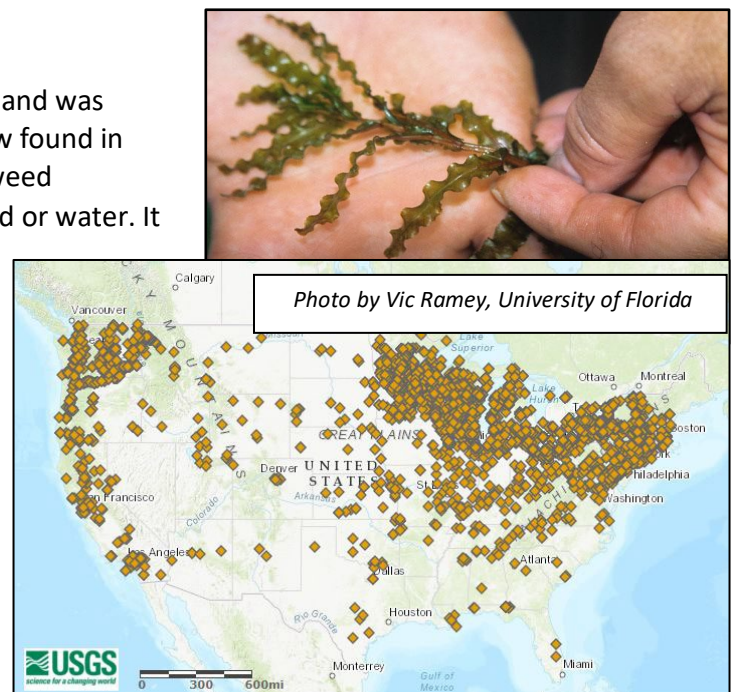 and was
w found in
weed
d or water. It
Photo by Vic Ramey, University of Florida
Calgary
Vancouver
Lake
Superior
Ottawa
Montreal
Lake
Boston
GREAT PLAINS
Denver
UNITED
STATES
Philadelphia
Washington
Arkansas
San Francisco
Colorado
Los Angeles
Atlanta
Dallas
Rio Grande
Houston
Monterrey
Miami
Gulf of
Mexico
USGS
science for a changing world
0 300 600mi